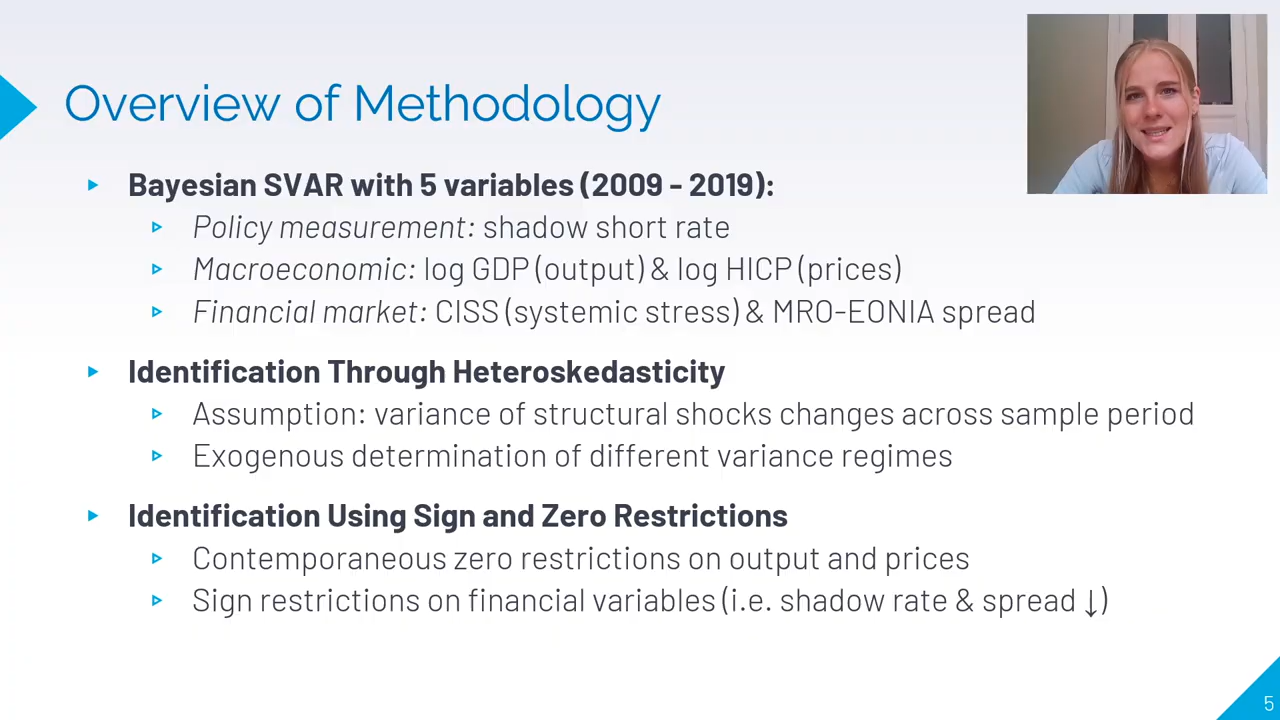 Overview of Methodology
Bayesian SVAR with 5 variables (2009 - 2019):
Policy measurement: shadow short rate
Macroeconomic: log GDP (output) & log HICP (prices)
Financial market: CISS (systemic stress) & MRO-EONIA spread
Identification Through Heteroskedasticity
Assumption: variance of structural shocks changes across sample period
Exogenous determination of different variance regimes
Identification Using Sign and Zero Restrictions
Contemporaneous zero restrictions on output and prices
Sign restrictions on financial variables (i.e. shadow rate & spread ↓)
5